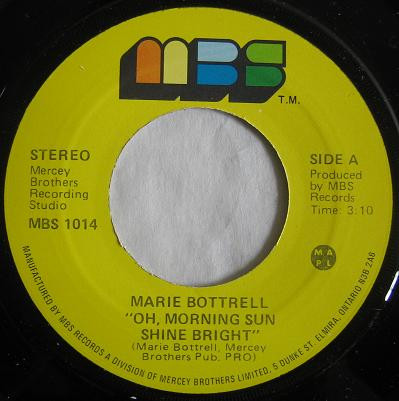 MBS
T.M.
STEREO
Mercey
Brothers
Recording
Studio
MBS 1014
SIDE A
Produced
by MBS
Records
Time: 3:10
M A
P L
MARIE BOTTRELL
"OH, MORNING SUN
SHINE BRIGHT"
(Marie Bottrell, Mercey
Brothers Pub. PRO)
MANUFACTURED BY MBS RECORDS A DIVISION OF MERCEY BROTHERS LIMITED, 5 DUNKE ST. ELMIRA, ONTARIO N3B 2A6